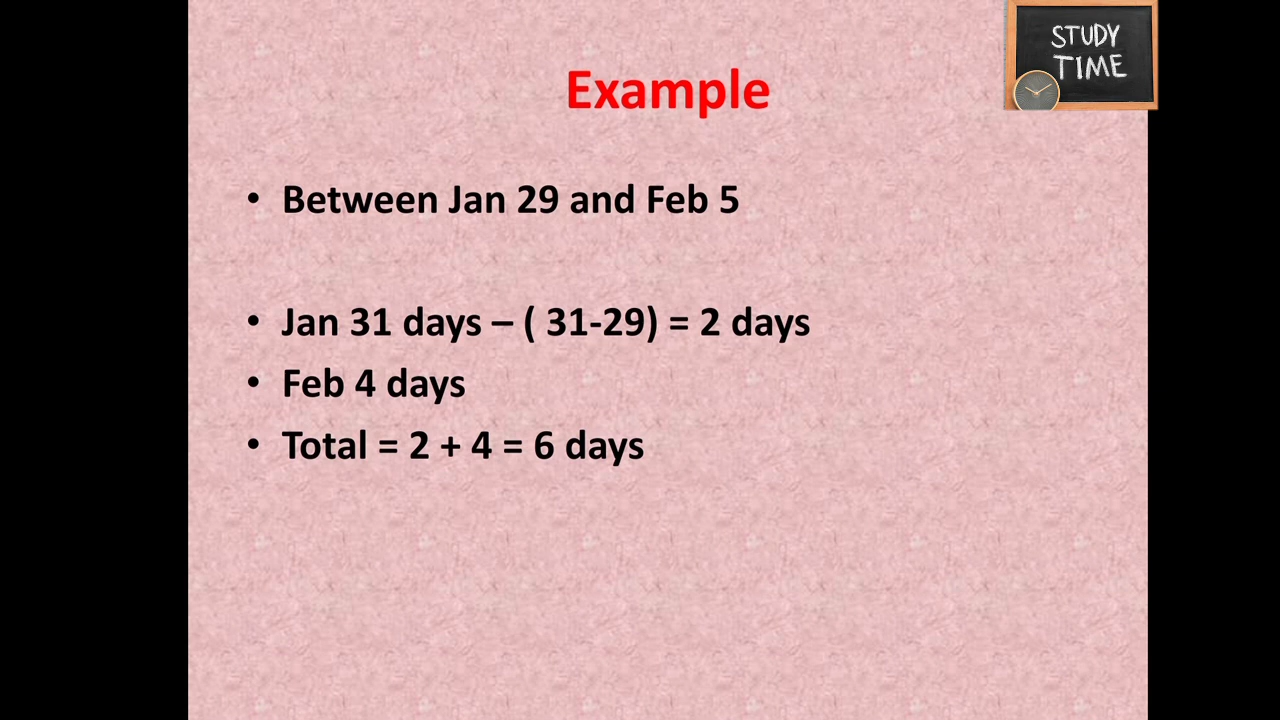 STUDY
TIME
Example
• Between Jan 29 and Feb 5
• Jan 31 days – ( 31-29) = 2 days
• Feb 4 days
• Total = 2 + 4 = 6 days